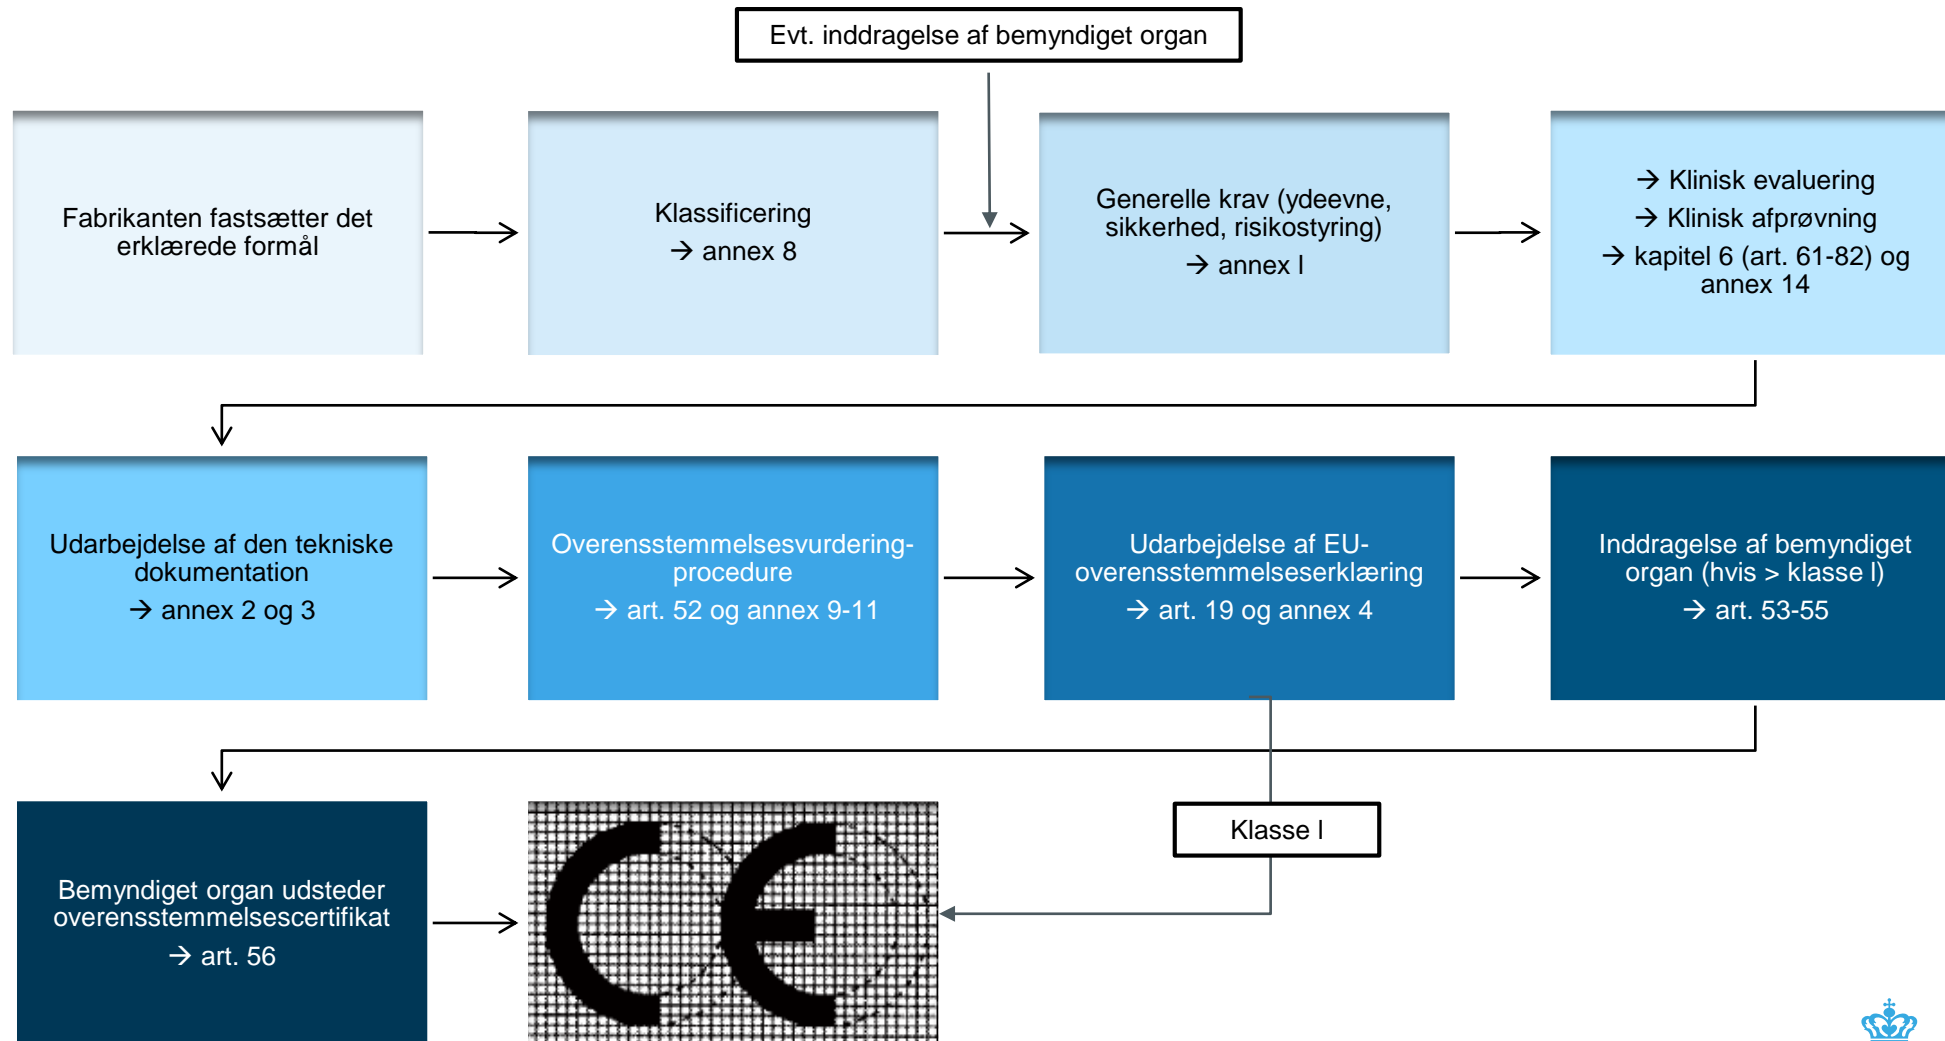 Evt. inddragelse af bemyndiget organ
Fabrikanten fastsætter det
erklærede formål
Klassificering
→ annex 8
Generelle krav (ydeevne,
sikkerhed, risikostyring)
→ annex I
→ Klinisk evaluering
→ Klinisk afprøvning
→ kapitel 6 (art. 61-82) og
annex 14
Udarbejdelse af den tekniske
dokumentation
→ annex 2 og 3
Overensstemmelsesvurdering-
procedure
→ art. 52 og annex 9-11
Udarbejdelse af EU-
overensstemmelseserklæring
→ art. 19 og annex 4
Inddragelse af bemyndiget
organ (hvis > klasse I)
→ art. 53-55
Klasse I
Bemyndiget organ udsteder
overensstemmelsescertifikat
→ art. 56
CE